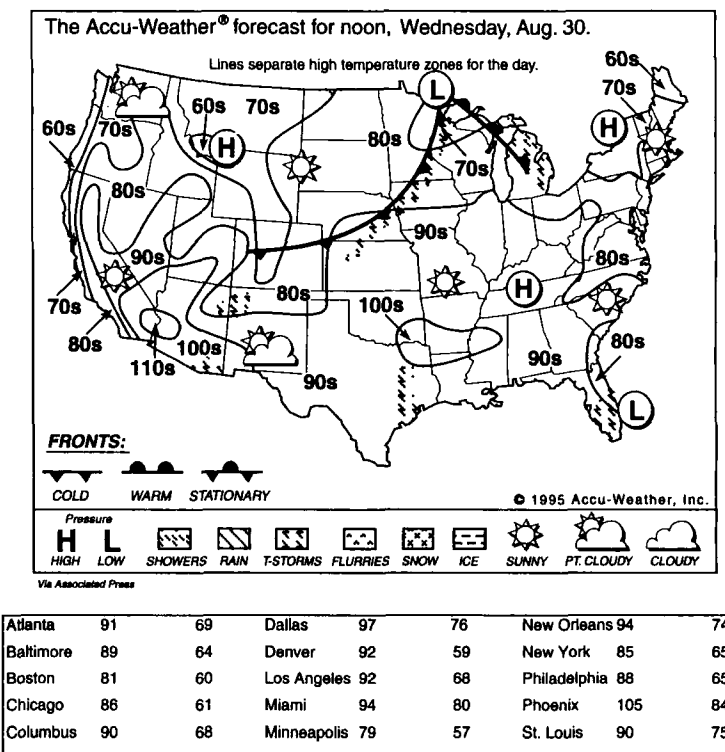 The Accu-Weather® forecast for noon, Wednesday, Aug. 30.
Lines separate high temperature zones for the day.
60s
70s
60s
70s
L
60s
70s
H
80s
H
70s
80s
90s
90s
80s
70s
80s
H
80s
100s
80s
100s
110s
90s
90s
L
FRONTS:
COLD WARM STATIONARY
© 1995 Accu-Weather, Inc.
Pressure
H L
HIGH LOW SHOWERS RAIN T-STORMS FLURRIES SNOW ICE SUNNY PT. CLOUDY CLOUDY
Via Associated Press
Atlanta 91 69 Dallas 97 76 New Orleans 94 74
Baltimore 89 64 Denver 92 59 New York 85 65
Boston 81 60 Los Angeles 92 68 Philadelphia 88 65
Chicago 86 61 Miami 94 80 Phoenix 105 84
Columbus 90 68 Minneapolis 79 57 St. Louis 90 75